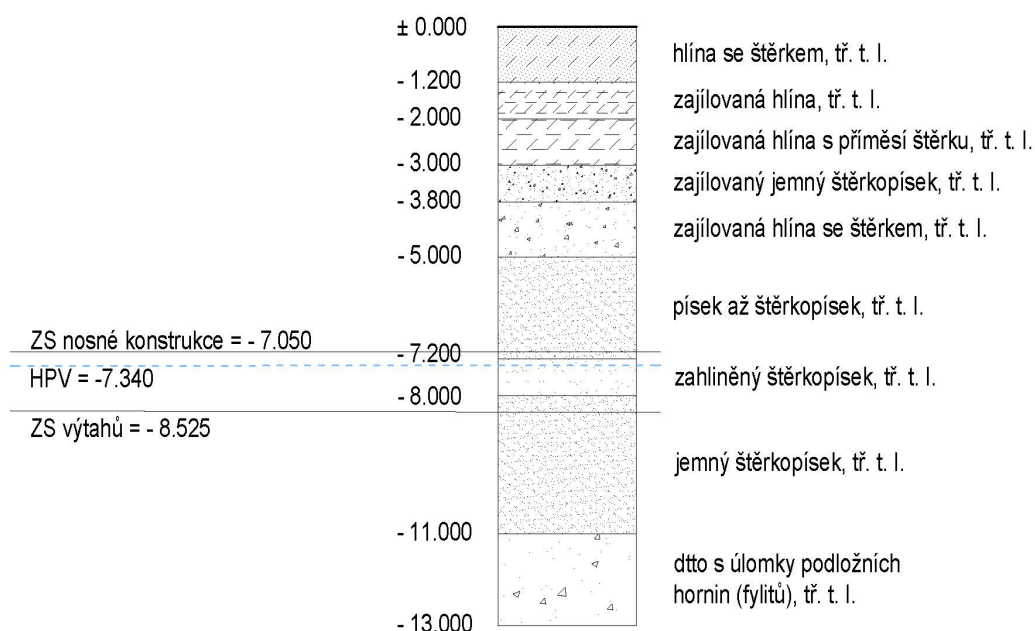 ± 0.000
hlína se štěrkem, tř. t. I.
- 1.200
zajílovaná hlína, tř. t. I.
- 2.000
zajílovaná hlína s příměsí štěrku, tř. t. I.
- 3.000
zajílovaný jemný štěrkopísek, tř. t. I.
- 3.800
zajílovaná hlína se štěrkem, tř. t. I.
- 5.000
písek až štěrkopísek, tř. t. I.
ZS nosné konstrukce = - 7.050
- 7.200
HPV = -7.340
zahliněný štěrkopísek, tř. t. I.
- 8.000
ZS výtahů = - 8.525
jemný štěrkopísek, tř. t. I.
- 11.000
dtto s úlomky podložních
hornin (fylitů), tř. t. I.
- 13.000